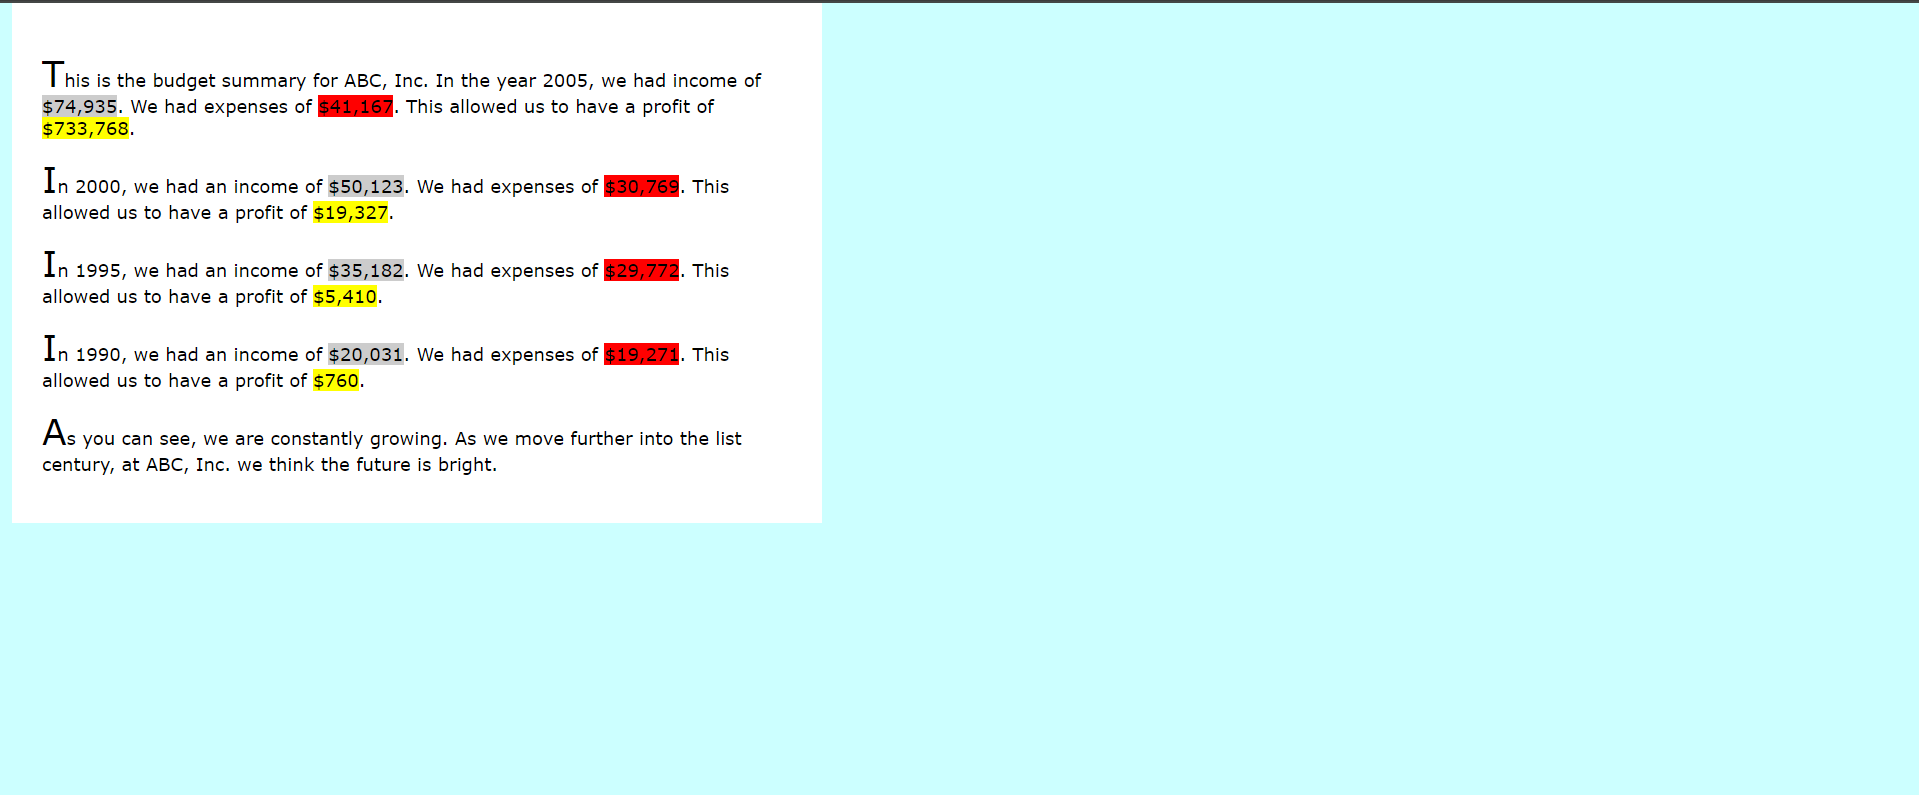 This is the budget summary for ABC, Inc. In the year 2005, we had income of
$74,935. We had expenses of $41,167. This allowed us to have a profit of
$733,768.
In 2000, we had an income of $50,123. We had expenses of $30,769. This
allowed us to have a profit of $19,327.
In 1995, we had an income of $35,182. We had expenses of $29,772. This
allowed us to have a profit of $5,410.
In 1990, we had an income of $20,031. We had expenses of $19,271. This
allowed us to have a profit of $760.
As you can see, we are constantly growing. As we move further into the list
century, at ABC, Inc. we think the future is bright.